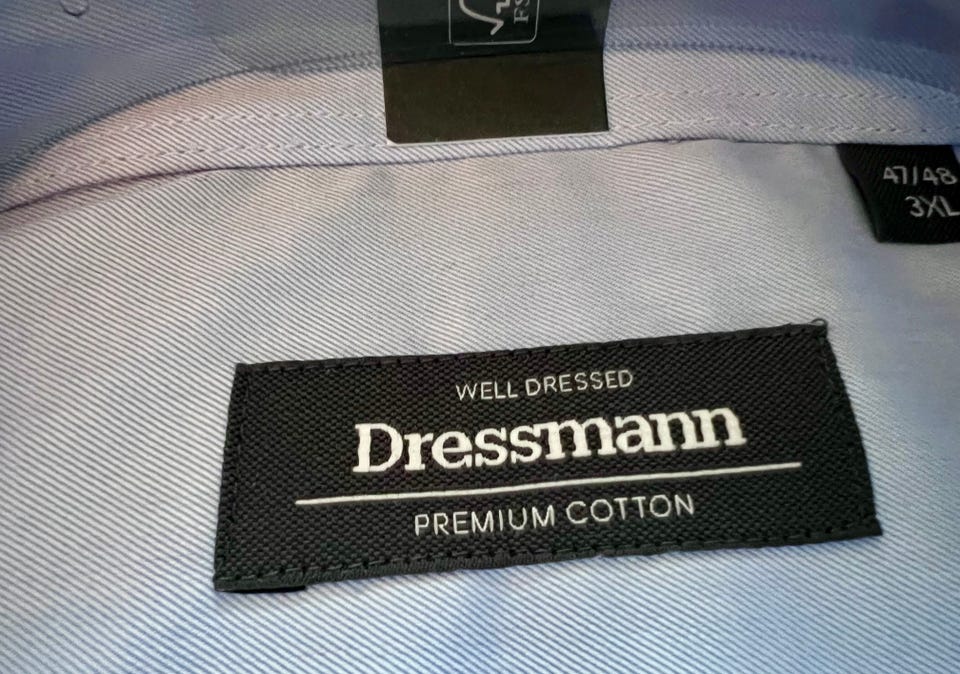 47/48
3XL
WELL DRESSED
Dressmann
PREMIUM COTTON